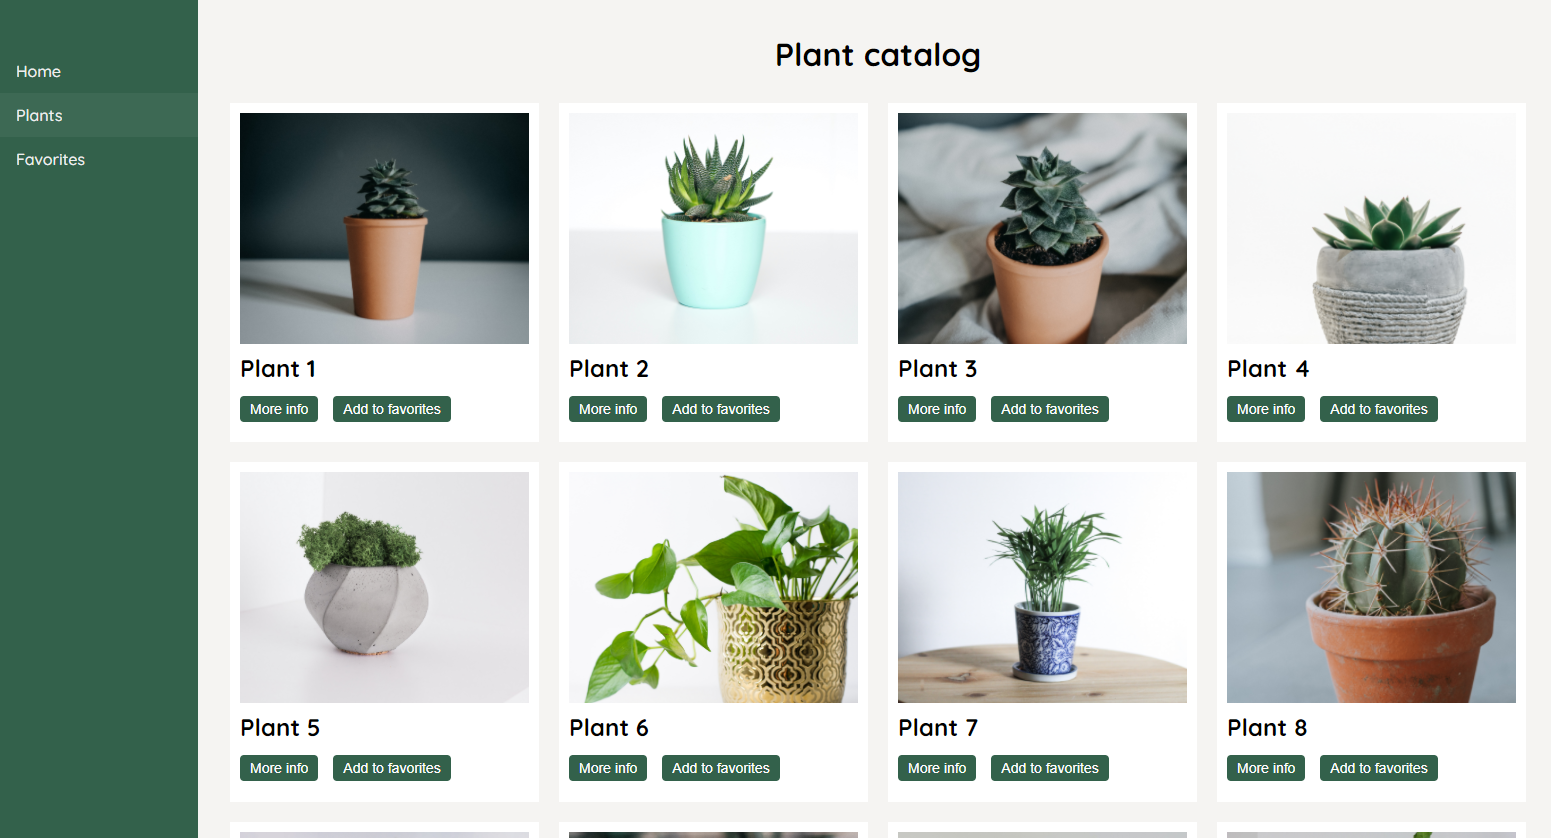 Home
Plants
Favorites
Plant catalog
Plant 1
More info
Add to favorites
Plant 2
More info
Add to favorites
Plant 3
More info
Add to favorites
Plant 4
More info
Add to favorites
Plant 5
More info
Add to favorites
Plant 6
More info
Add to favorites
Plant 7
More info
Add to favorites
Plant 8
More info
Add to favorites